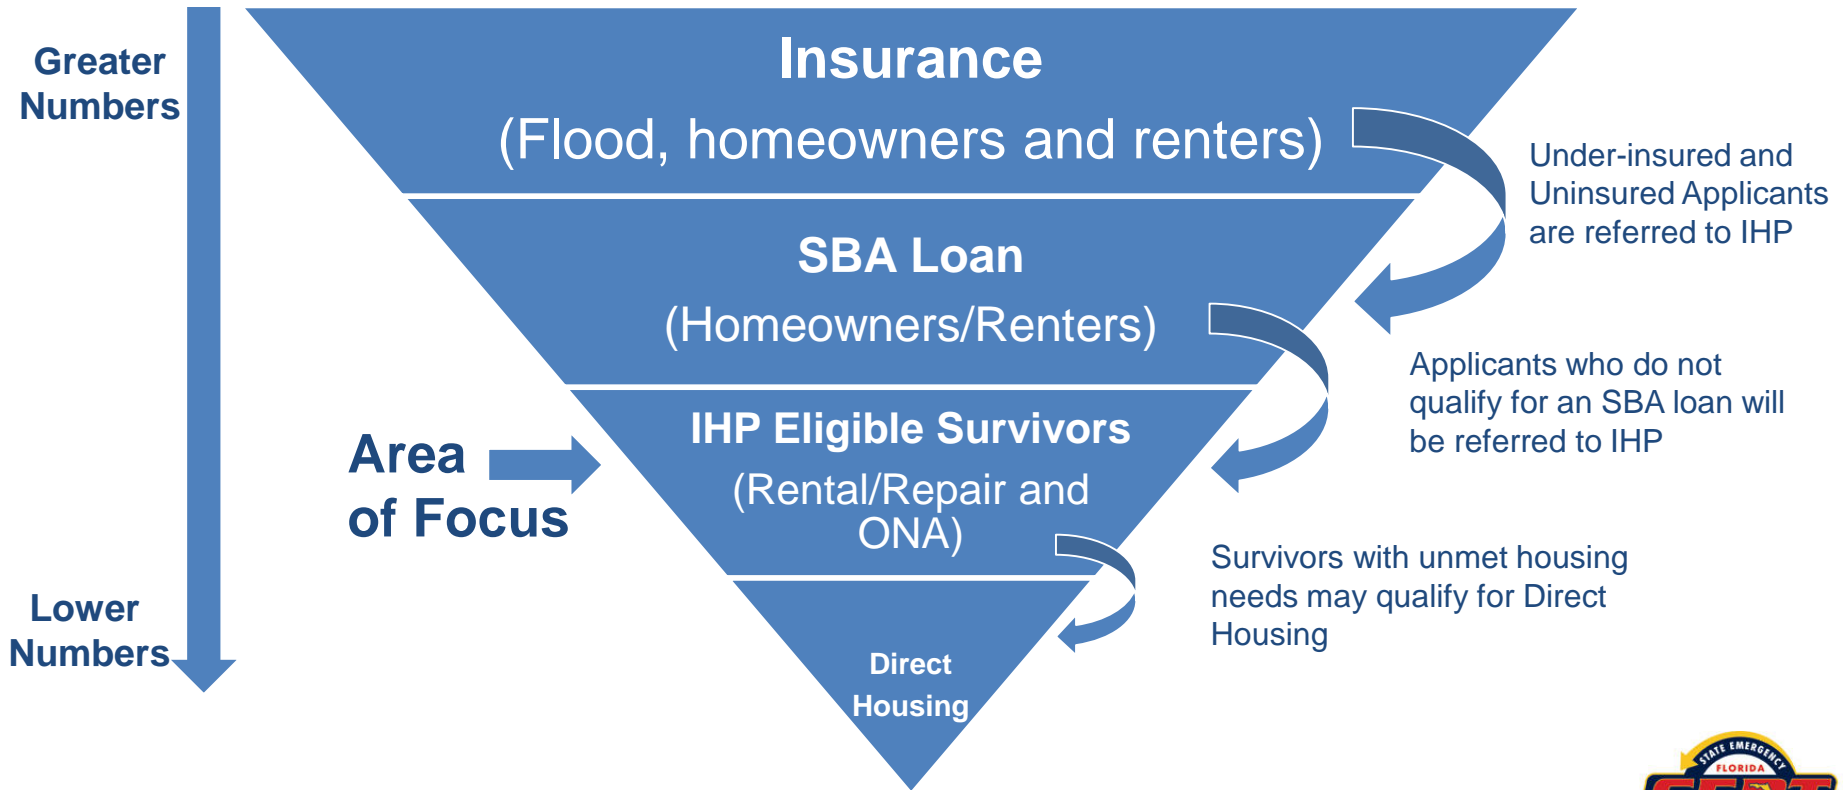 Greater
Numbers
Insurance
(Flood, homeowners and renters)
Under-insured and
Uninsured Applicants
are referred to IHP
SBA Loan
(Homeowners/Renters)
Applicants who do not
qualify for an SBA loan will
be referred to IHP
Area
of Focus
IHP Eligible Survivors
(Rental/Repair and
ONA)
Survivors with unmet housing
needs may qualify for Direct
Housing
Lower
Numbers
Direct
Housing
STATE EMERGENCY
FLORIDA